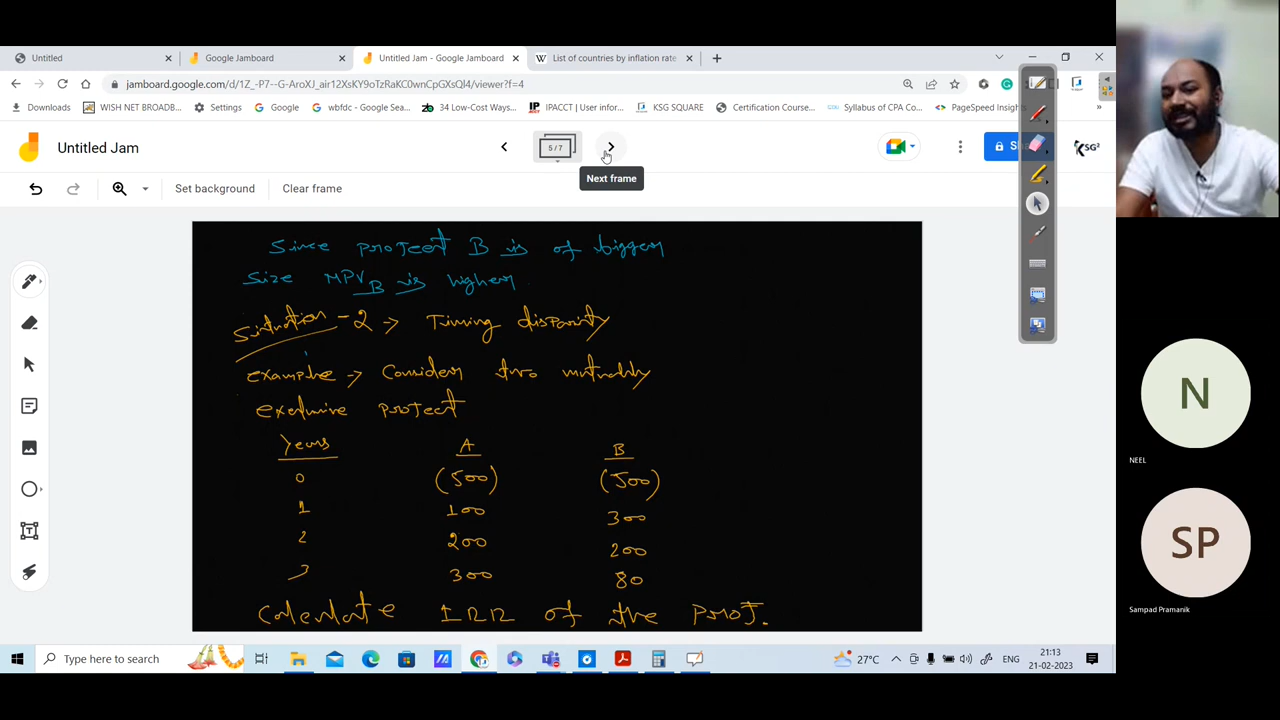 Untitled
Google Jamboard
Untitled Jam - Google Jamboard
List of countries by inflation rate
jamboard.google.com/d/1Z_-P7--G-AroX_air12XsKY9oTzRaKC0wnCpGXsQl4/viewer?f=4
Downloads
WISH NET BROADB...
Settings
Google
wbfdc - Google Sea...
34 Low-Cost Ways...
IPACCT | User infor...
KSG SQUARE
Certification Course...
Syllabus of CPA Co...
PageSpeed Insights
Untitled Jam
5 / 7
KSG²
Next frame
Set background
Clear frame
Since project B is of bigger
Size NPV B is higher
Situation - 2 -> Timing disparity
example -> Consider two mutually
exclusive project
Years A B
0 (500) (500)
1 100 300
2 200 200
3 300 80
Calculate IRR of the proj.
N
NEEL
SP
Sampad Pramanik
Type here to search
27°C
ENG
21:13
21-02-2023